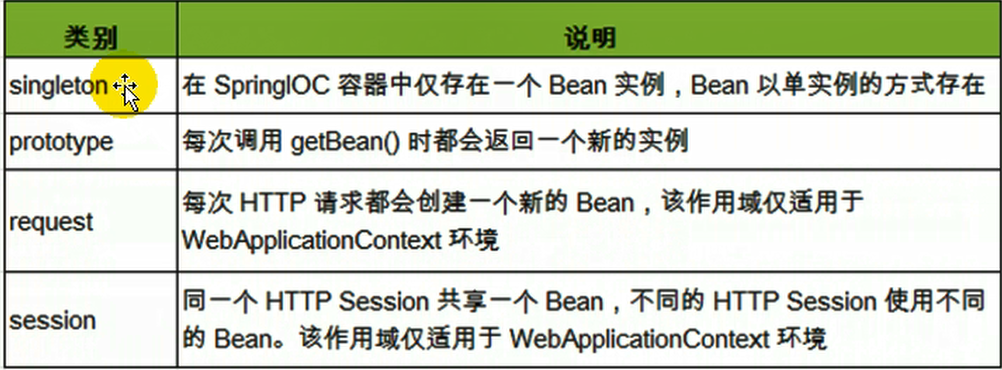 类别 说明
singleton 在 SpringIOC 容器中仅存在一个 Bean 实例，Bean 以单实例的方式存在
prototype 每次调用 getBean() 时都会返回一个新的实例
request 每次 HTTP 请求都会创建一个新的 Bean，该作用域仅适用于
WebApplicationContext 环境
session 同一个 HTTP Session 共享一个 Bean，不同的 HTTP Session 使用不同
的 Bean。该作用域仅适用于 WebApplicationContext 环境